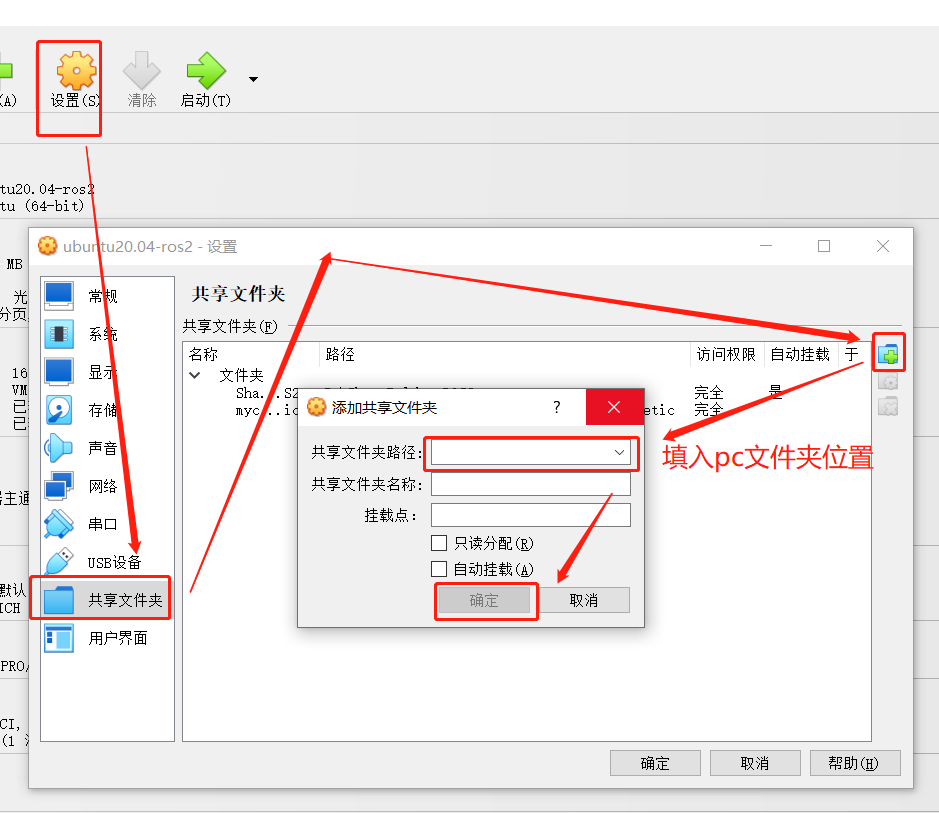 (A)
设置(S)
清除
启动(T)
tu20.04-ros2
tu (64-bit)
ubuntu20.04-ros2 - 设置
MB
光
分页
16
VM
已
已
主通
默认
ICH
PRO/
CI,
(1
常规
系统
显示
存储
声音
网络
串口
USB设备
共享文件夹
用户界面
共享文件夹
共享文件夹(F)
名称 路径 访问权限 自动挂载 于
文件夹
Sha...S2 完全 是
myc...ic etic 完全
添加共享文件夹 ?
共享文件夹路径:
共享文件夹名称:
挂载点:
只读分配(R)
自动挂载(A)
确定 取消
填入pc文件夹位置
确定 取消 帮助(H)